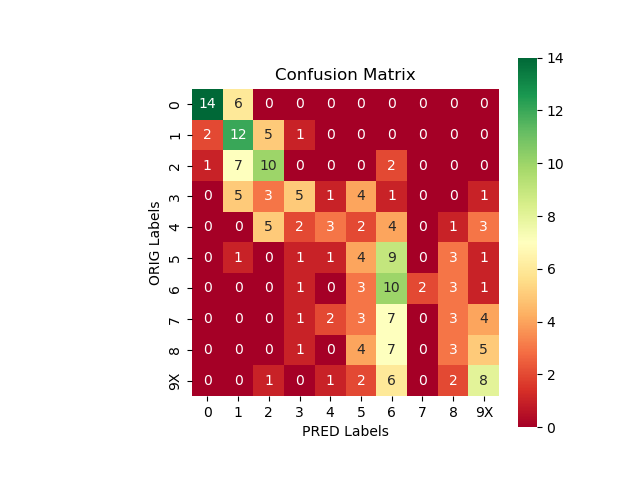 Confusion Matrix
0 14 6 0 0 0 0 0 0 0 0
1 2 12 5 1 0 0 0 0 0 0
2 1 7 10 0 0 0 2 0 0 0
3 0 5 3 5 1 4 1 0 0 1
4 0 0 5 2 3 2 4 0 1 3
5 0 1 0 1 1 4 9 0 3 1
6 0 0 0 1 0 3 10 2 3 1
7 0 0 0 1 2 3 7 0 3 4
8 0 0 0 1 0 4 7 0 3 5
9X 0 0 1 0 1 2 6 0 2 8
0 1 2 3 4 5 6 7 8 9X
PRED Labels
ORIG Labels
14
12
10
8
6
4
2
0